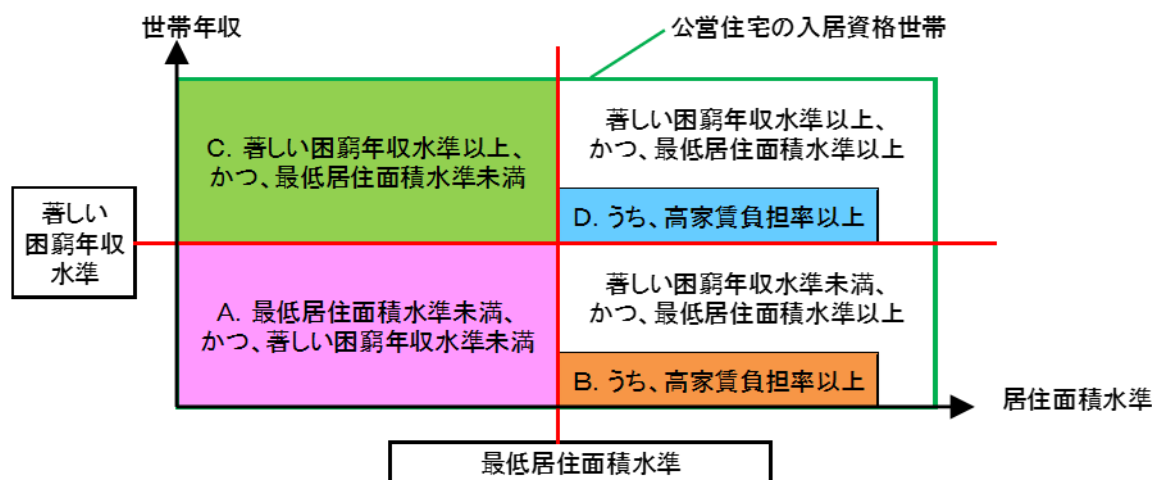 世帯年収
公営住宅の入居資格世帯
C. 著しい困窮年収水準以上、
かつ、最低居住面積水準未満
著しい困窮年収水準以上、
かつ、最低居住面積水準以上
D. うち、高家賃負担率以上
著しい
困窮年収
水準
A. 最低居住面積水準未満、
かつ、著しい困窮年収水準未満
著しい困窮年収水準未満、
かつ、最低居住面積水準以上
B. うち、高家賃負担率以上
居住面積水準
最低居住面積水準